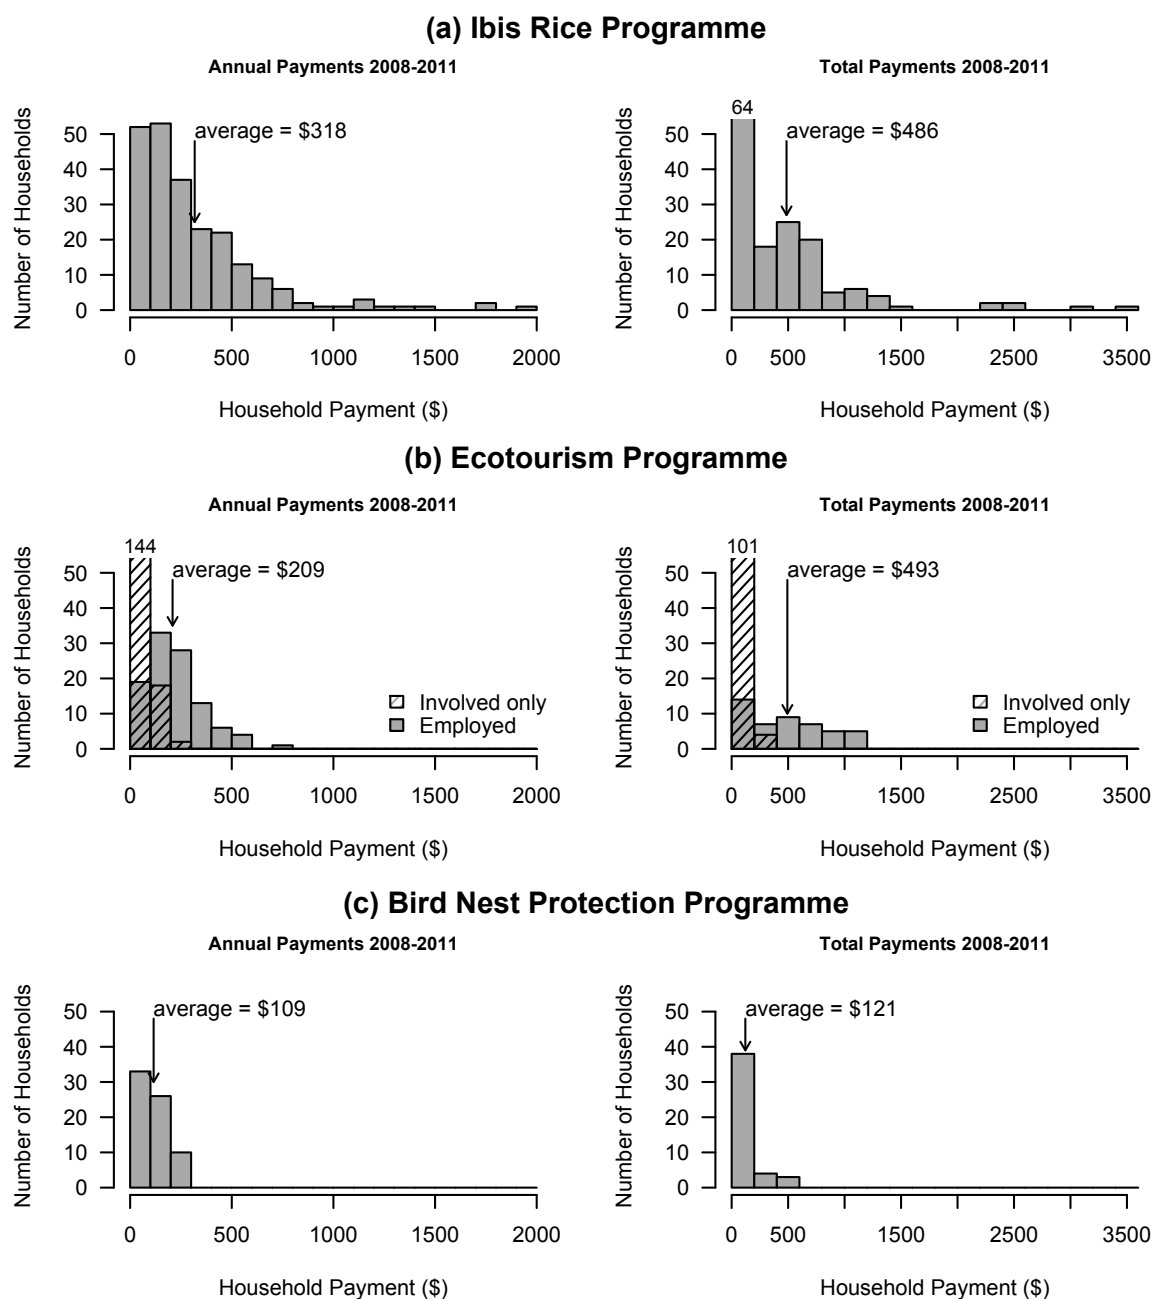 (a) Ibis Rice Programme
Annual Payments 2008-2011
Total Payments 2008-2011
Number of Households
50
40
30
20
10
0
average = $318
0 500 1000 1500 2000
Household Payment ($)
Number of Households
50
40
30
20
10
0
64
average = $486
0 500 1500 2500 3500
Household Payment ($)
(b) Ecotourism Programme
Annual Payments 2008-2011
Total Payments 2008-2011
Number of Households
50
40
30
20
10
0
144
average = $209
Involved only
Employed
0 500 1000 1500 2000
Household Payment ($)
Number of Households
50
40
30
20
10
0
101
average = $493
Involved only
Employed
0 500 1500 2500 3500
Household Payment ($)
(c) Bird Nest Protection Programme
Annual Payments 2008-2011
Total Payments 2008-2011
Number of Households
50
40
30
20
10
0
average = $109
0 500 1000 1500 2000
Household Payment ($)
Number of Households
50
40
30
20
10
0
average = $121
0 500 1500 2500 3500
Household Payment ($)